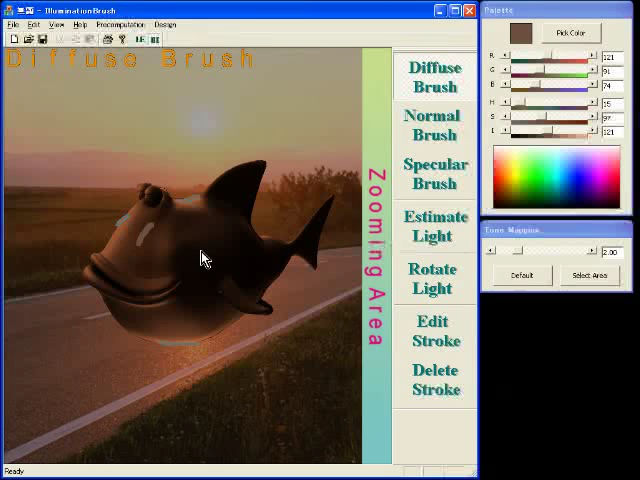 IlluminationBrush
File Edit View Help Precomputation Design
Diffuse Brush
Zooming Area
Diffuse
Brush
Normal
Brush
Specular
Brush
Estimate
Light
Rotate
Light
Edit
Stroke
Delete
Stroke
Ready
Palette
Pick Color
R 121
G 91
B 74
H 15
S 97
I 121
Tone Mapping
2.00
Default Select Area